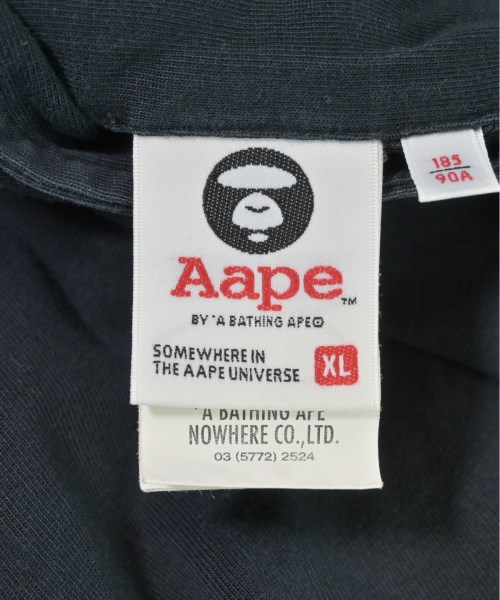 185
90A
Aape™
BY *A BATHING APE®
SOMEWHERE IN
THE AAPE UNIVERSE XL
*A BATHING APE
NOWHERE CO.,LTD.
03 (5772) 2524